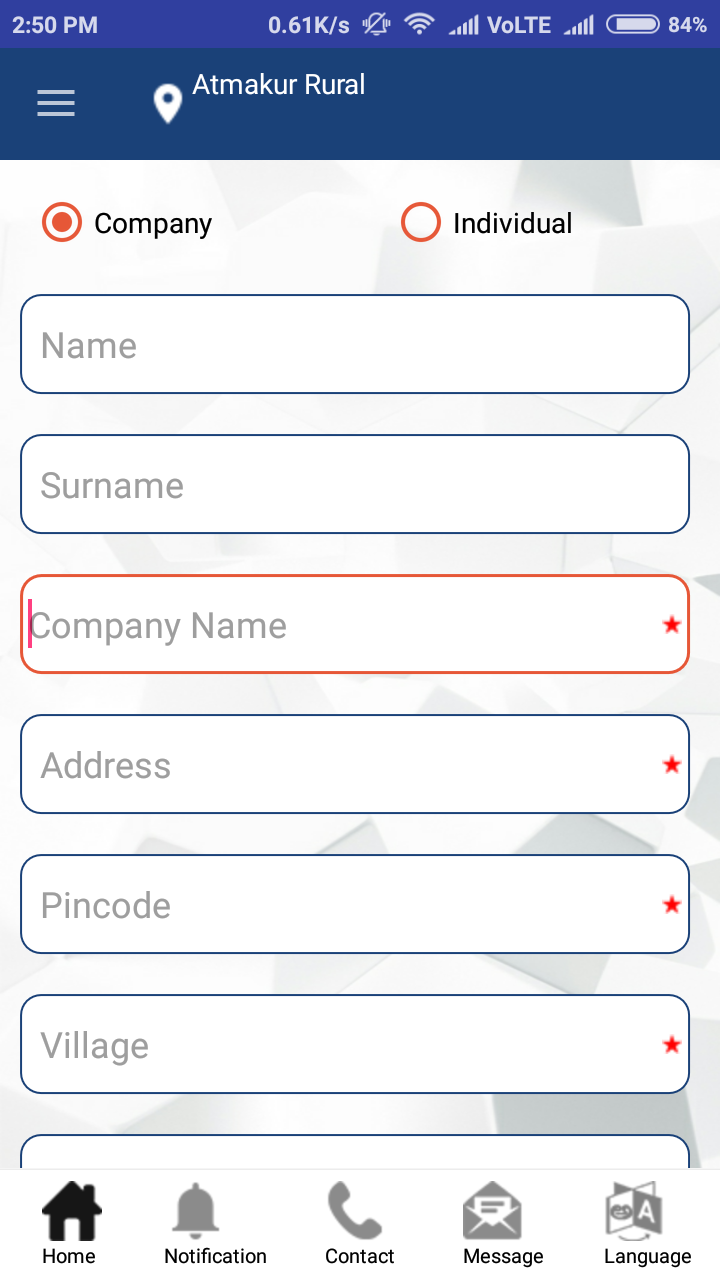 2:50 PM 0.61K/s VoLTE 84%
Atmakur Rural
Company Individual
Name
Surname
Company Name
Address
Pincode
Village
A
Home Notification Contact Message Language